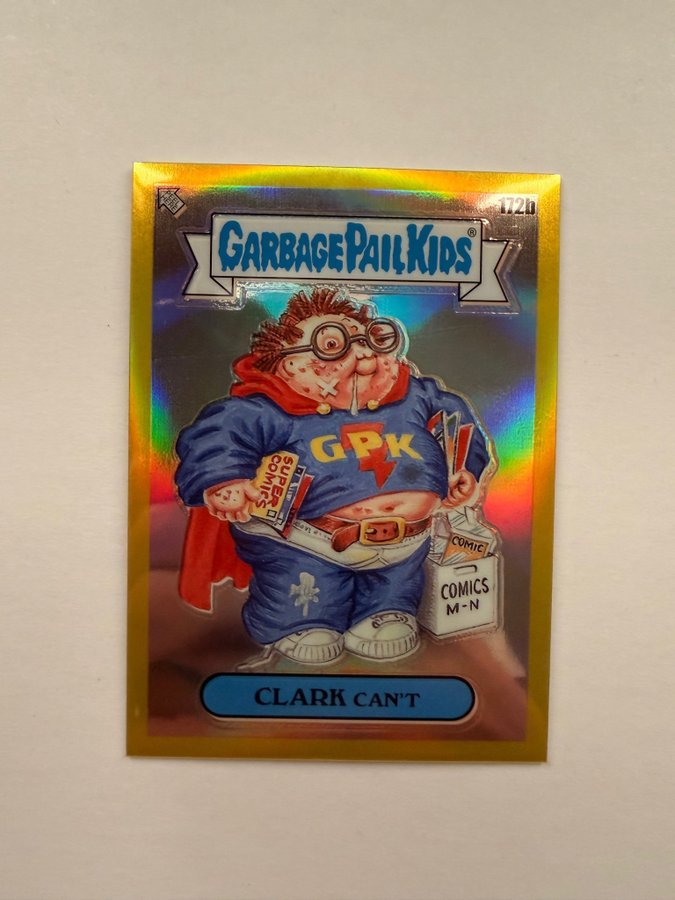 172b
GARBAGE PAIL KIDS®
GPK
SUPER
COMICS
COMIC
COMICS
M-N
CLARK CAN'T